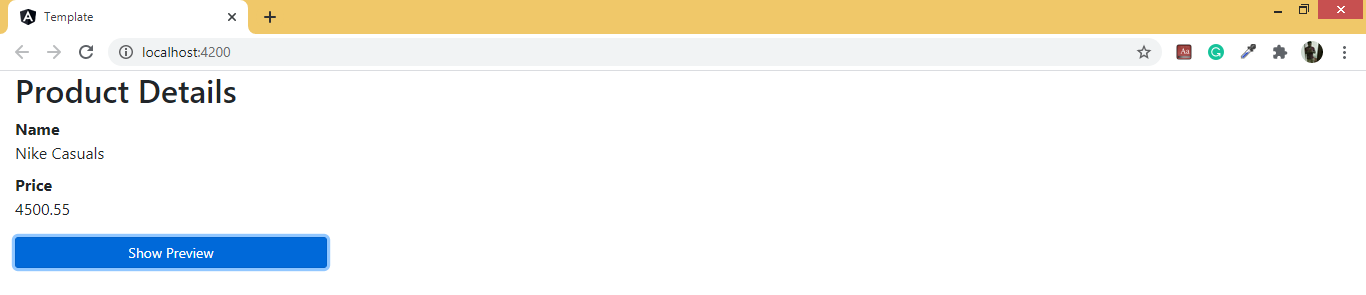 Template
localhost:4200
Product Details
Name
Nike Casuals
Price
4500.55
Show Preview